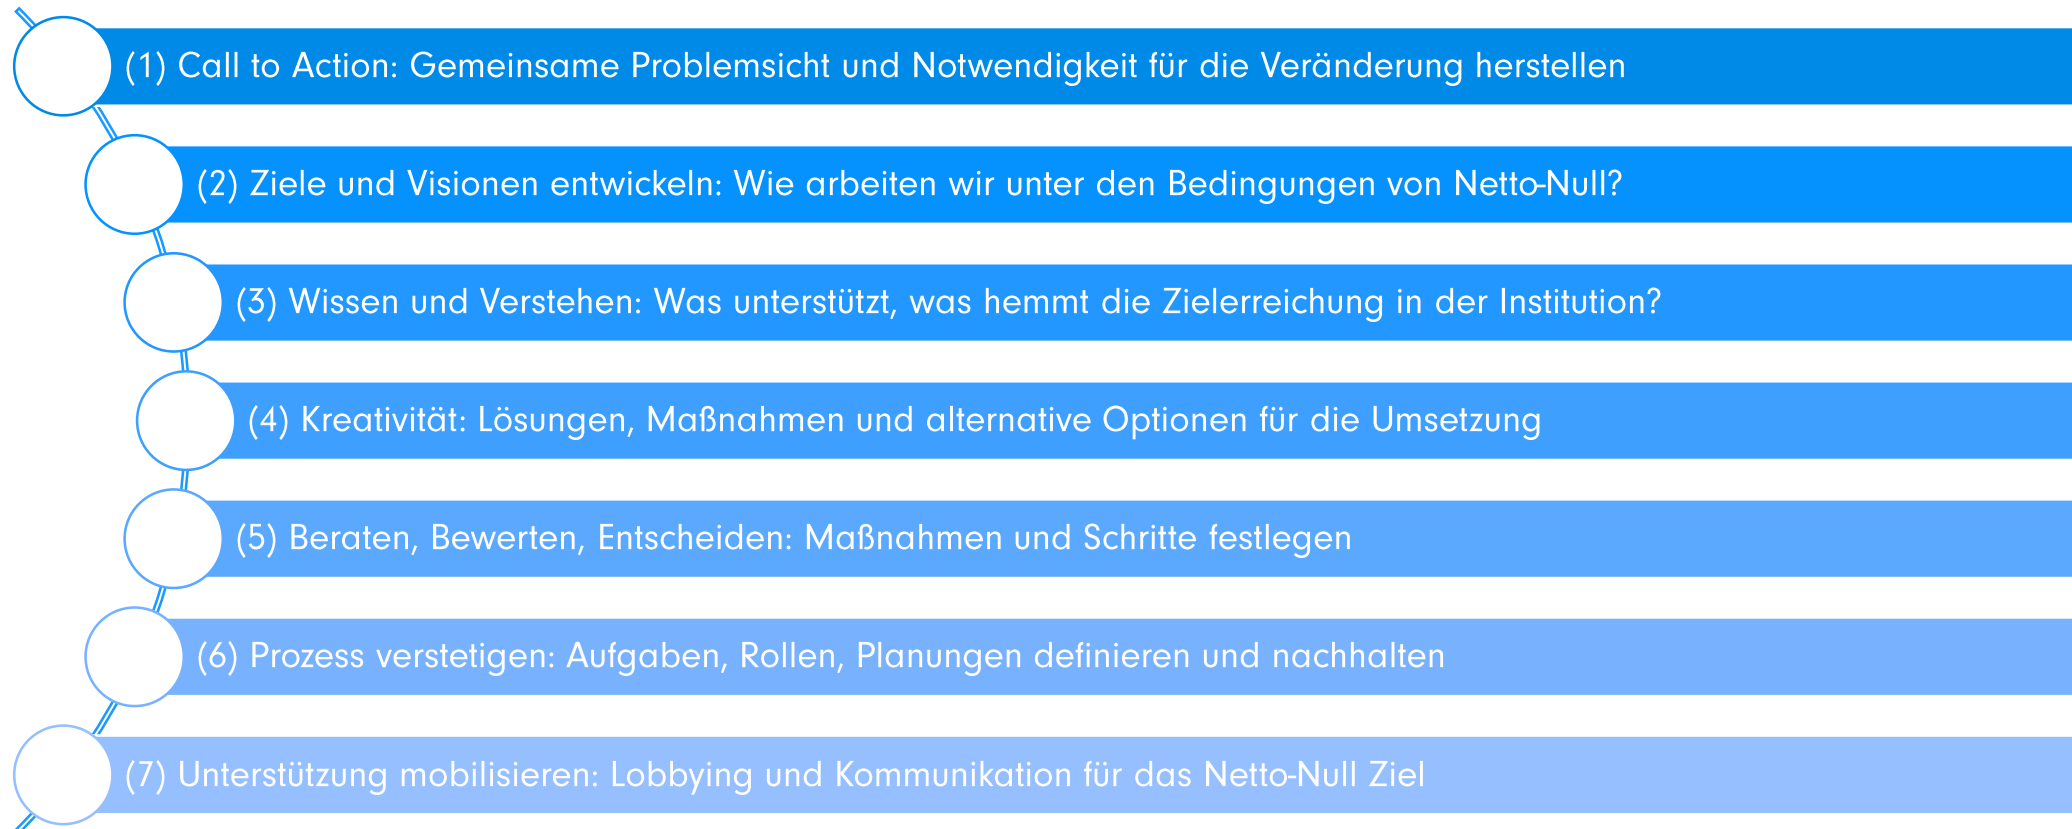 (1) Call to Action: Gemeinsame Problemsicht und Notwendigkeit für die Veränderung herstellen
(2) Ziele und Visionen entwickeln: Wie arbeiten wir unter den Bedingungen von Netto-Null?
(3) Wissen und Verstehen: Was unterstützt, was hemmt die Zielerreichung in der Institution?
(4) Kreativität: Lösungen, Maßnahmen und alternative Optionen für die Umsetzung
(5) Beraten, Bewerten, Entscheiden: Maßnahmen und Schritte festlegen
(6) Prozess verstetigen: Aufgaben, Rollen, Planungen definieren und nachhalten
(7) Unterstützung mobilisieren: Lobbying und Kommunikation für das Netto-Null Ziel